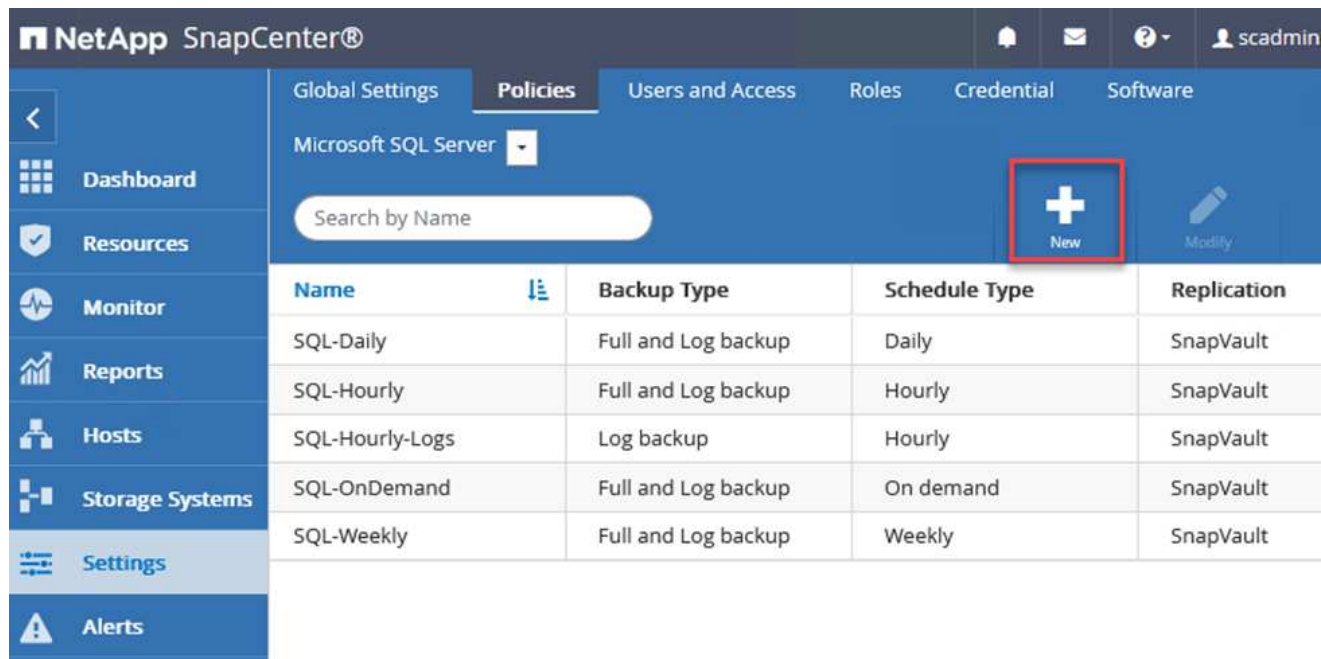 NetApp SnapCenter®
scadmin
Global Settings Policies Users and Access Roles Credential Software
Microsoft SQL Server
Search by Name
New
Modify
Dashboard
Resources
Monitor
Reports
Hosts
Storage Systems
Settings
Alerts
Name Backup Type Schedule Type Replication
SQL-Daily Full and Log backup Daily SnapVault
SQL-Hourly Full and Log backup Hourly SnapVault
SQL-Hourly-Logs Log backup Hourly SnapVault
SQL-OnDemand Full and Log backup On demand SnapVault
SQL-Weekly Full and Log backup Weekly SnapVault